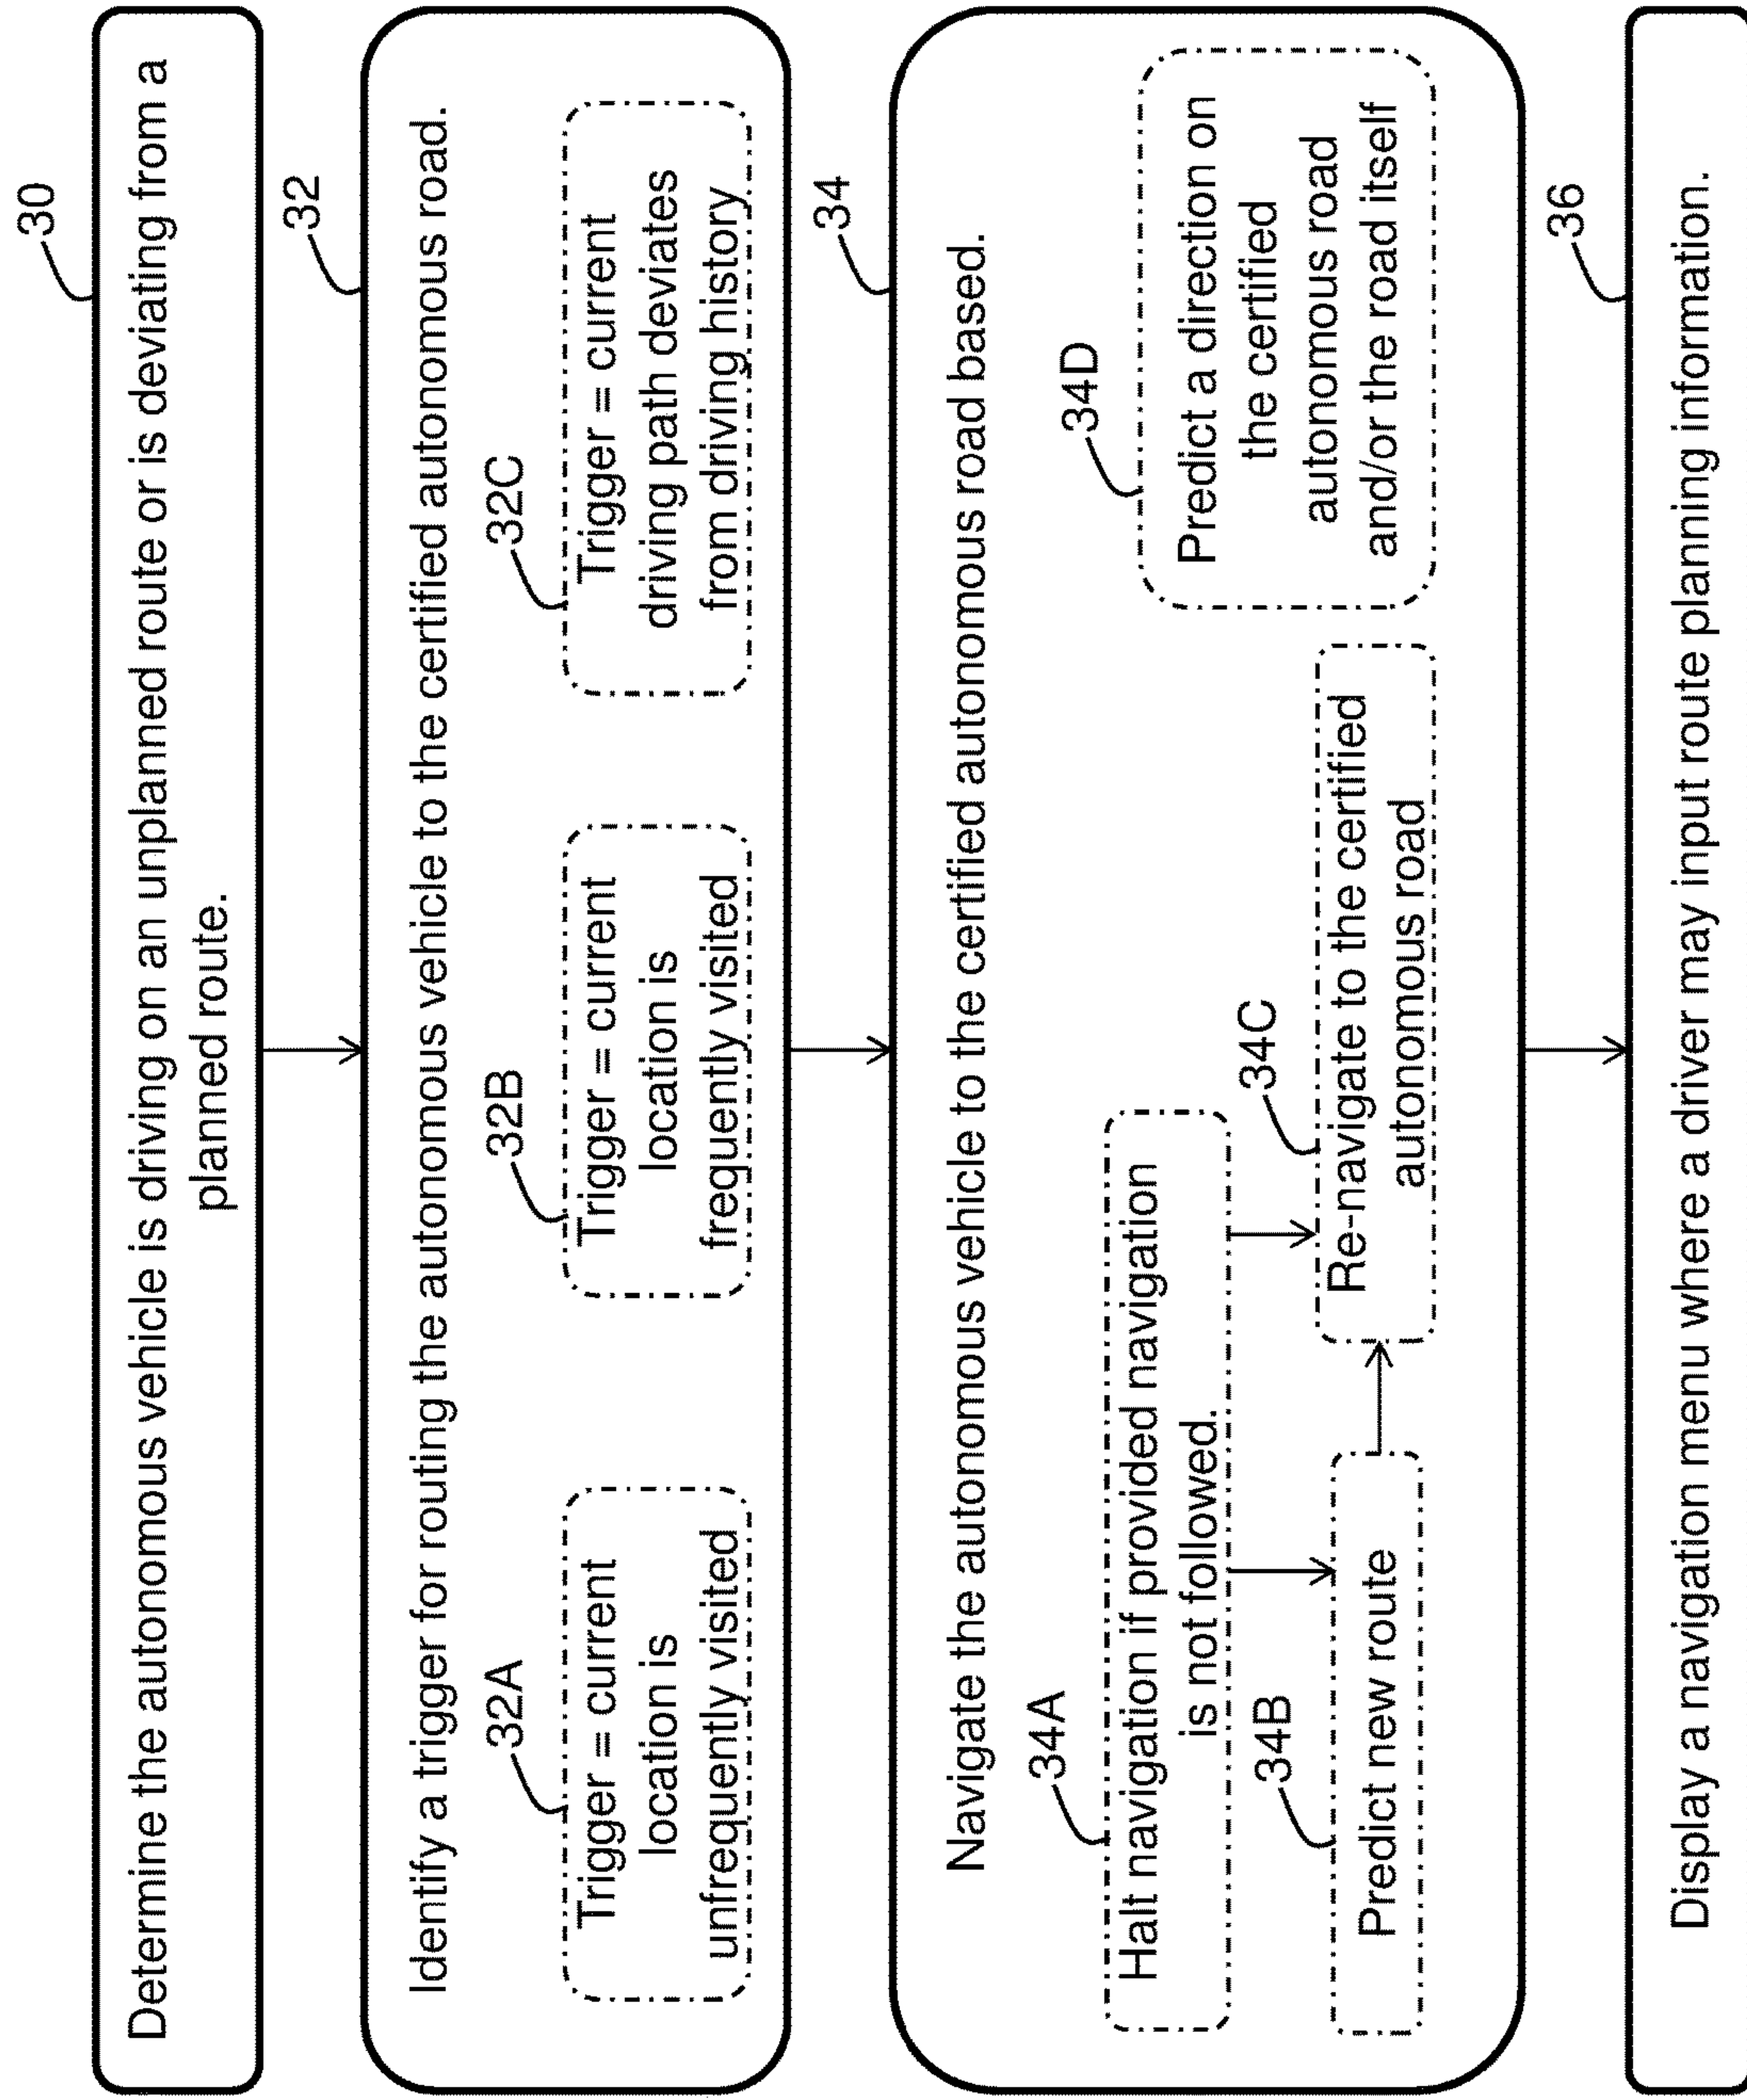 30
Determine the autonomous vehicle is driving on an unplanned route or is deviating from a
planned route.
32
Identify a trigger for routing the autonomous vehicle to the certified autonomous road.
32A
Trigger = current
location is
unfrequently visited
32B
Trigger = current
location is
frequently visited
32C
Trigger = current
driving path deviates
from driving history
34
Navigate the autonomous vehicle to the certified autonomous road based.
34A
Halt navigation if provided navigation
is not followed.
34B
Predict new route
34C
Re-navigate to the certified
autonomous road
34D
Predict a direction on
the certified
autonomous road
and/or the road itself
36
Display a navigation menu where a driver may input route planning information.